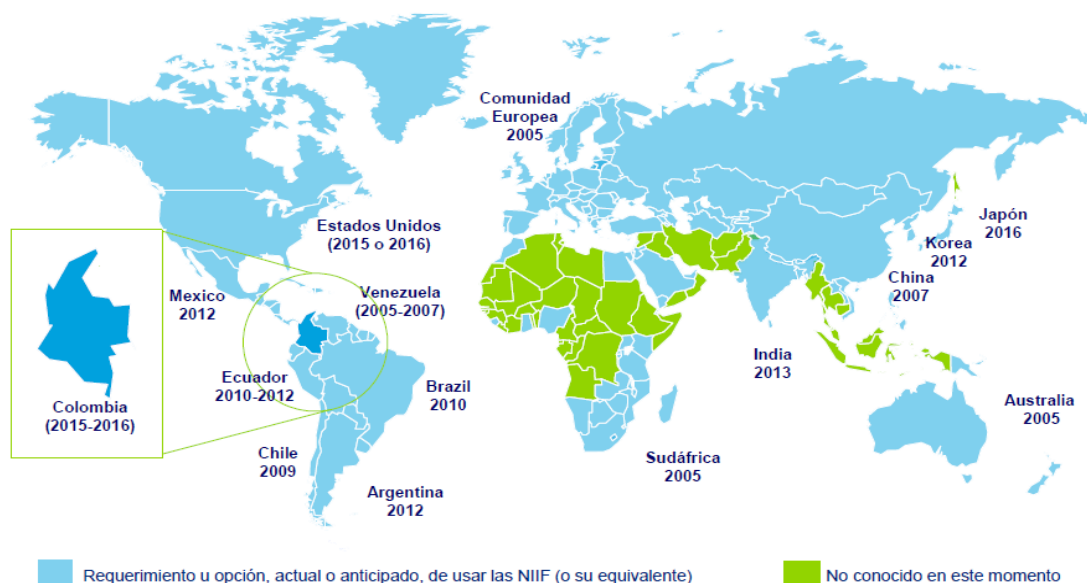 Comunidad
Europea
2005
Estados Unidos
(2015 o 2016)
Japón
2016
Korea
2012
China
2007
Mexico
2012
Venezuela
(2005-2007)
India
2013
Ecuador
2010-2012
Brazil
2010
Colombia
(2015-2016)
Australia
2005
Chile
2009
Sudáfrica
2005
Argentina
2012
Requerimiento u opción, actual o anticipado, de usar las NIIF (o su equivalente)
No conocido en este momento